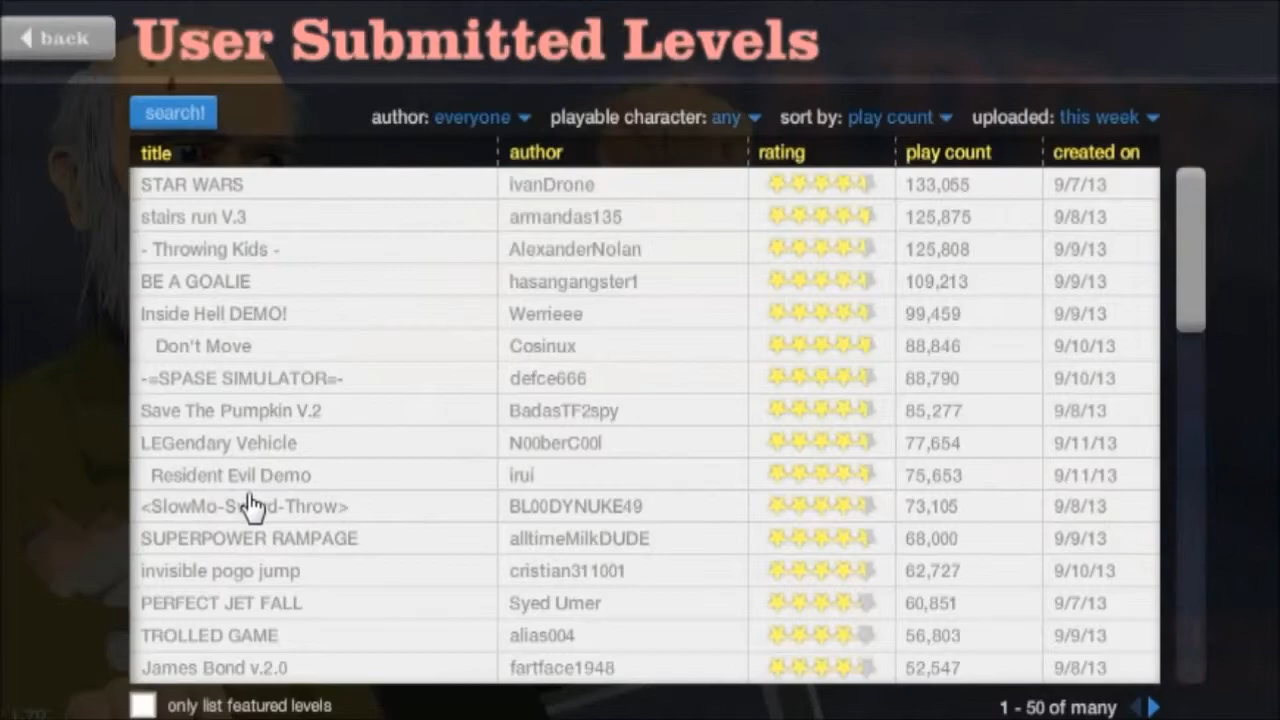 back
User Submitted Levels
search!
author: everyone playable character: any sort by: play count uploaded: this week
title author rating play count created on
STAR WARS ivanDrone 133,055 9/7/13
stairs run V.3 armandas135 125,875 9/8/13
- Throwing Kids - AlexanderNolan 125,808 9/9/13
BE A GOALIE hasangangster1 109,213 9/9/13
Inside Hell DEMO! Werrieee 99,459 9/9/13
Don't Move Cosinux 88,846 9/10/13
-=SPASE SIMULATOR=- defce666 88,790 9/10/13
Save The Pumpkin V.2 BadasTF2spy 85,277 9/8/13
LEGendary Vehicle N00berC00l 77,654 9/11/13
Resident Evil Demo irui 75,653 9/11/13
BL00DYNUKE49 73,105 9/8/13
SUPERPOWER RAMPAGE alltimeMilkDUDE 68,000 9/9/13
invisible pogo jump cristian311001 62,727 9/10/13
PERFECT JET FALL Syed Umer 60,851 9/7/13
TROLLED GAME alias004 56,803 9/9/13
James Bond v.2.0 fartface1948 52,547 9/8/13
only list featured levels 1 - 50 of many